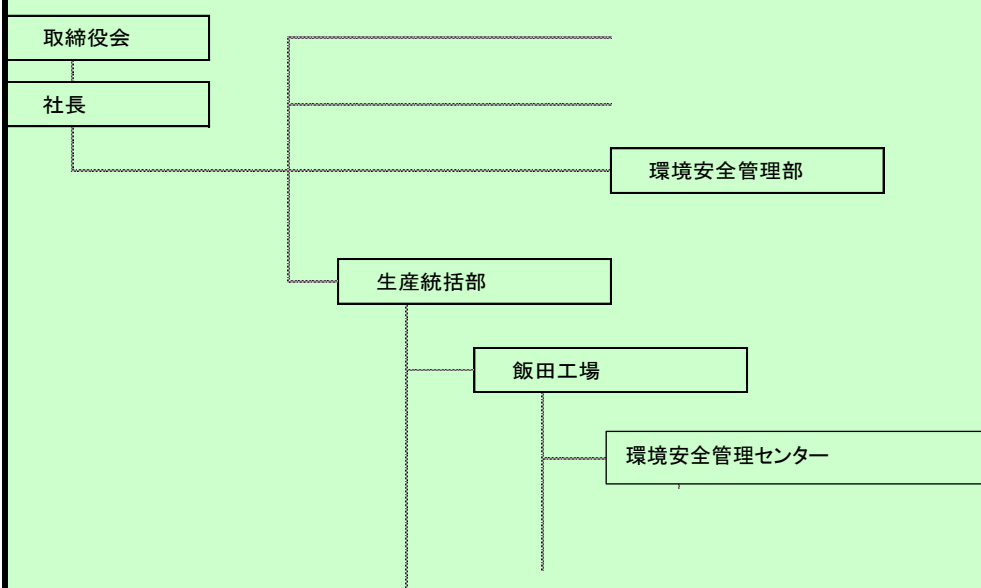 取締役会
社長
環境安全管理部
生産統括部
飯田工場
環境安全管理センター